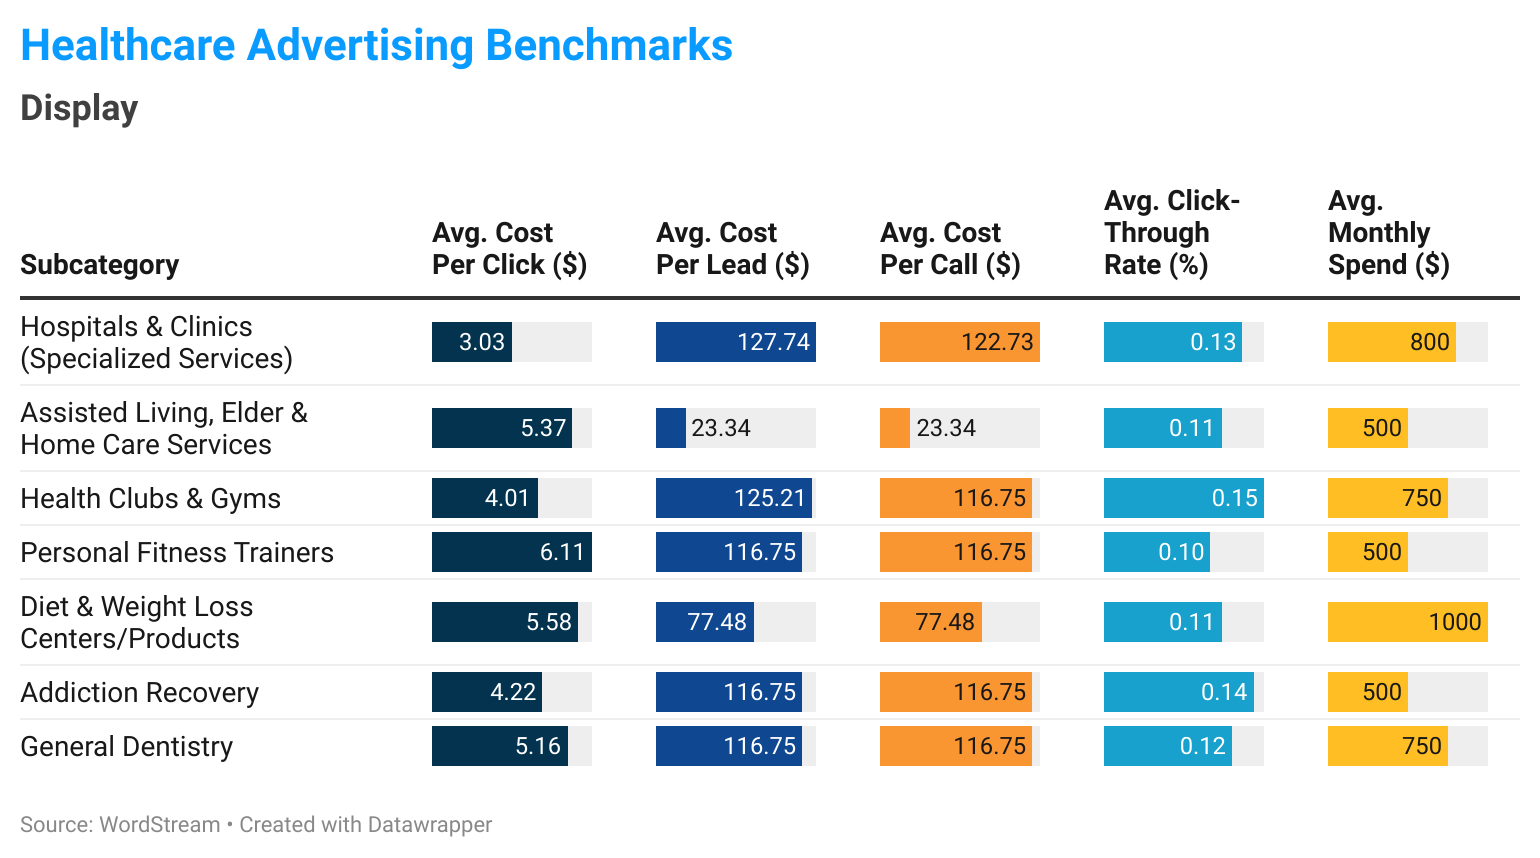 Healthcare Advertising Benchmarks
Display
Subcategory
Avg. Cost
Per Click ($)
Avg. Cost
Per Lead ($)
Avg. Cost
Per Call ($)
Avg. Click-
Through
Rate (%)
Avg.
Monthly
Spend ($)
Hospitals & Clinics
(Specialized Services)
3.03 127.74 122.73 0.13 800
Assisted Living, Elder &
Home Care Services
5.37 23.34 23.34 0.11 500
Health Clubs & Gyms 4.01 125.21 116.75 0.15 750
Personal Fitness Trainers 6.11 116.75 116.75 0.10 500
Diet & Weight Loss
Centers/Products
5.58 77.48 77.48 0.11 1000
Addiction Recovery 4.22 116.75 116.75 0.14 500
General Dentistry 5.16 116.75 116.75 0.12 750
Source: WordStream • Created with Datawrapper